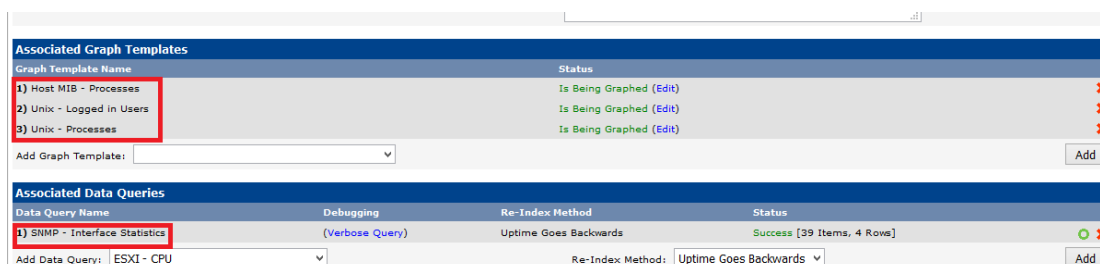 Associated Graph Templates
Graph Template Name Status
1) Host MIB - Processes Is Being Graphed (Edit)
2) Unix - Logged in Users Is Being Graphed (Edit)
3) Unix - Processes Is Being Graphed (Edit)
Add Graph Template: Add
Associated Data Queries
Data Query Name Debugging Re-Index Method Status
1) SNMP - Interface Statistics (Verbose Query) Uptime Goes Backwards Success [39 Items, 4 Rows]
Add Data Query: ESXI - CPU Re-Index Method: Uptime Goes Backwards Add